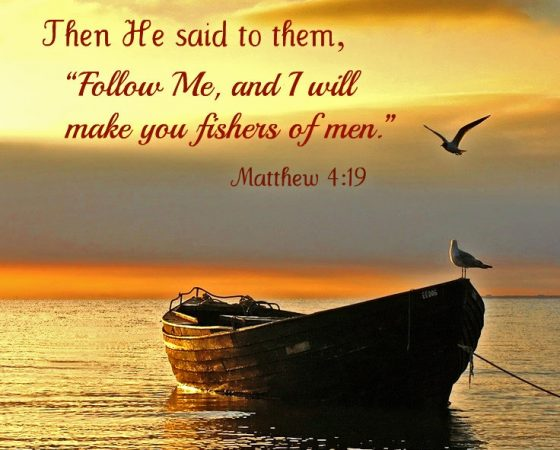 Then He said to them,
“Follow Me, and I will
make you fishers of men.”
Matthew 4:19